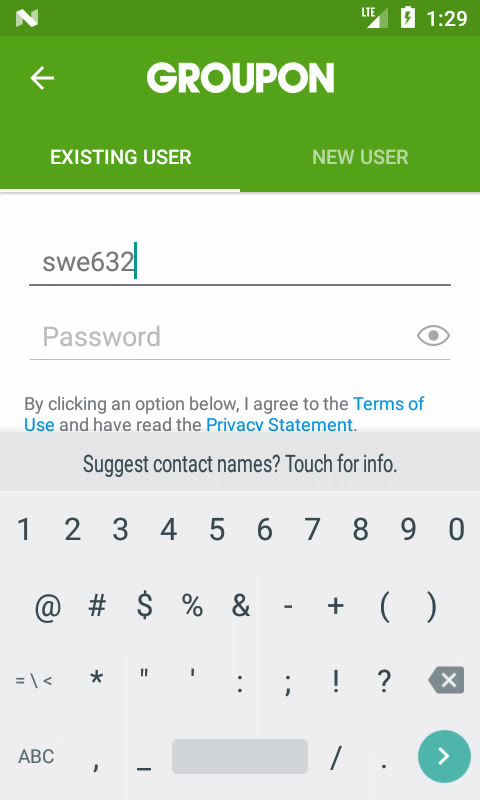 LTE 1:29
GROUPON
EXISTING USER NEW USER
swe632
Password
By clicking an option below, I agree to the Terms of
Use and have read the Privacy Statement.
Suggest contact names? Touch for info.
1 2 3 4 5 6 7 8 9 0
@ # $ % & - + ( )
= \ < * " ' : ; ! ?
ABC , _ / .